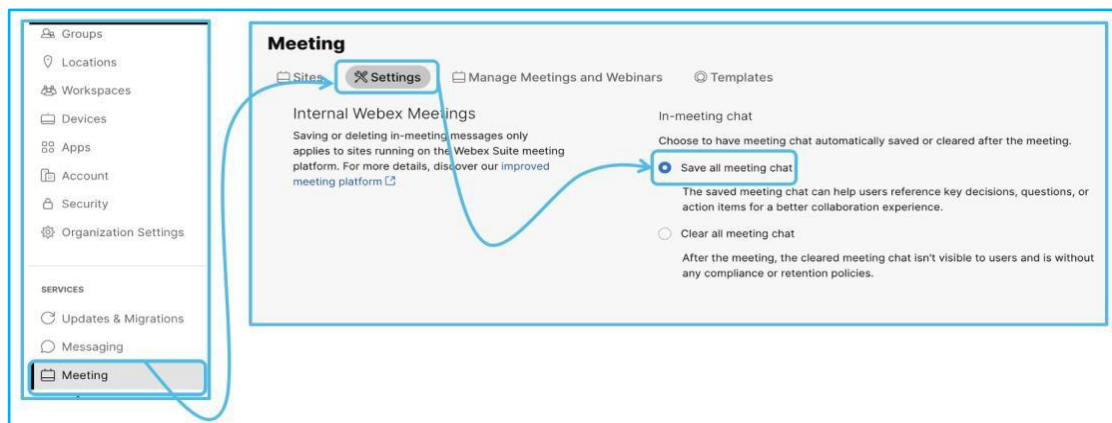 Groups
Locations
Workspaces
Devices
Apps
Account
Security
Organization Settings
SERVICES
Updates & Migrations
Messaging
Meeting
Meeting
Sites
Settings
Manage Meetings and Webinars
Templates
Internal Webex Meetings
Saving or deleting in-meeting messages only
applies to sites running on the Webex Suite meeting
platform. For more details, discover our improved
meeting platform
In-meeting chat
Choose to have meeting chat automatically saved or cleared after the meeting.
Save all meeting chat
The saved meeting chat can help users reference key decisions, questions, or
action items for a better collaboration experience.
Clear all meeting chat
After the meeting, the cleared meeting chat isn't visible to users and is without
any compliance or retention policies.